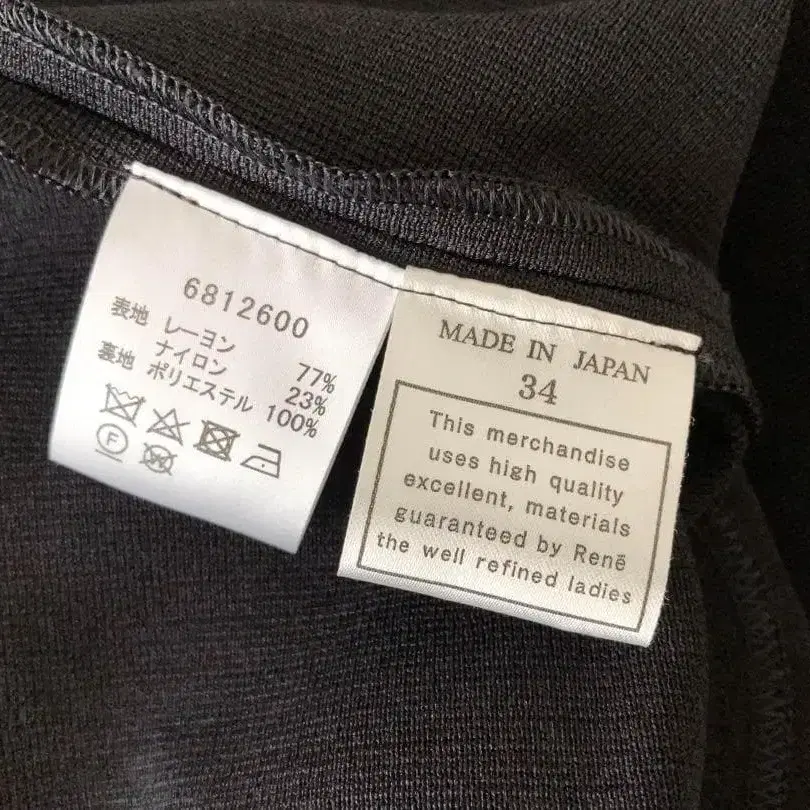 6812600
表地 レーヨン 77%
ナイロン 23%
裏地 ポリエステル 100%
F
MADE IN JAPAN
34
This merchandise
uses high quality
excellent, materials
guaranteed by Renē
the well refined ladies